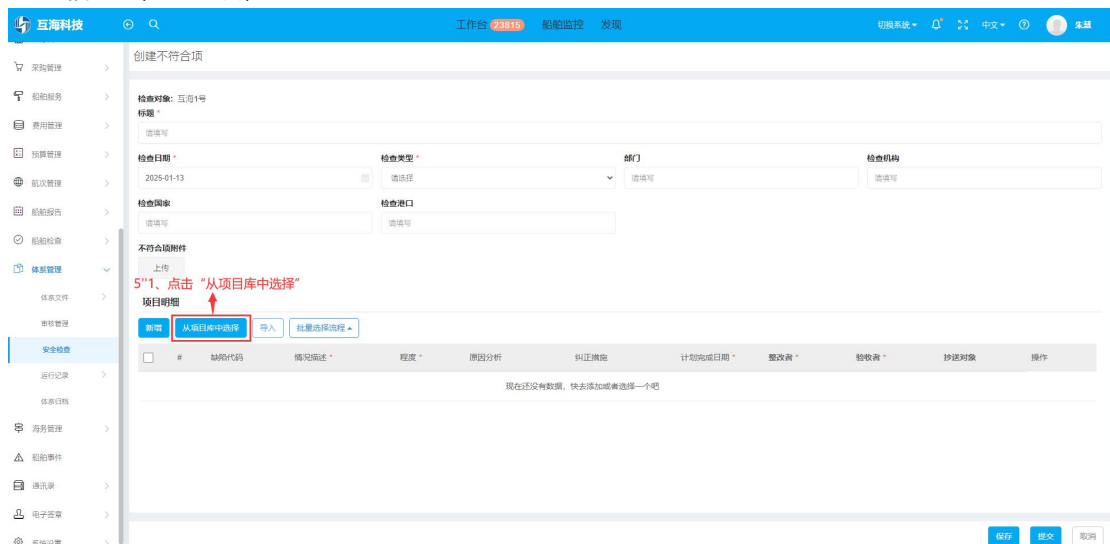 互海科技
工作台 23815 船舶监控 发现
切换系统 中文 朱慧
采购管理
船舶服务
费用管理
预算管理
航次管理
船舶报告
船舶检查
体系管理
体系文件
审核管理
安全检查
运行记录
体系归档
海务管理
船舶事件
通讯录
电子签章
系统设置
创建不符合项
检查对象: 互海1号
标题 *
请填写
检查日期 * 检查类型 * 部门 检查机构
2025-01-13 请选择 请填写 请填写
检查国家 检查港口
请填写 请填写
不符合项附件
上传
5''1、点击“从项目库中选择”
项目明细
新增 从项目库中选择 导入 批量选择流程
# 缺陷代码 情况描述 * 程度 * 原因分析 纠正措施 计划完成日期 * 整改者 * 验收者 * 抄送对象 操作
现在还没有数据，快去添加或者选择一个吧
保存 提交 取消